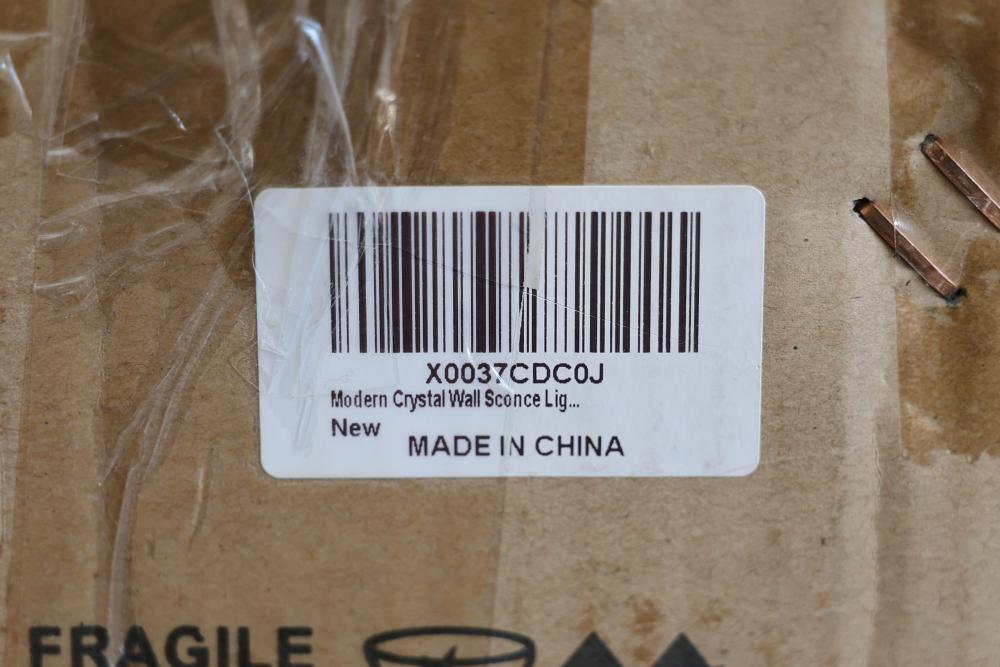 X0037CDC0J
Modern Crystal Wall Sconce Lig...
New
MADE IN CHINA
FRAGILE